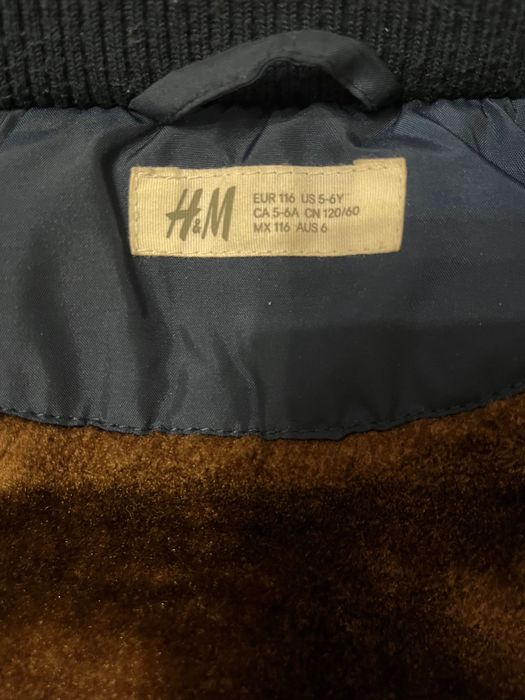 H&M
EUR 116 US 5-6Y
CA 5-6A CN 120/60
MX 116 AUS 6